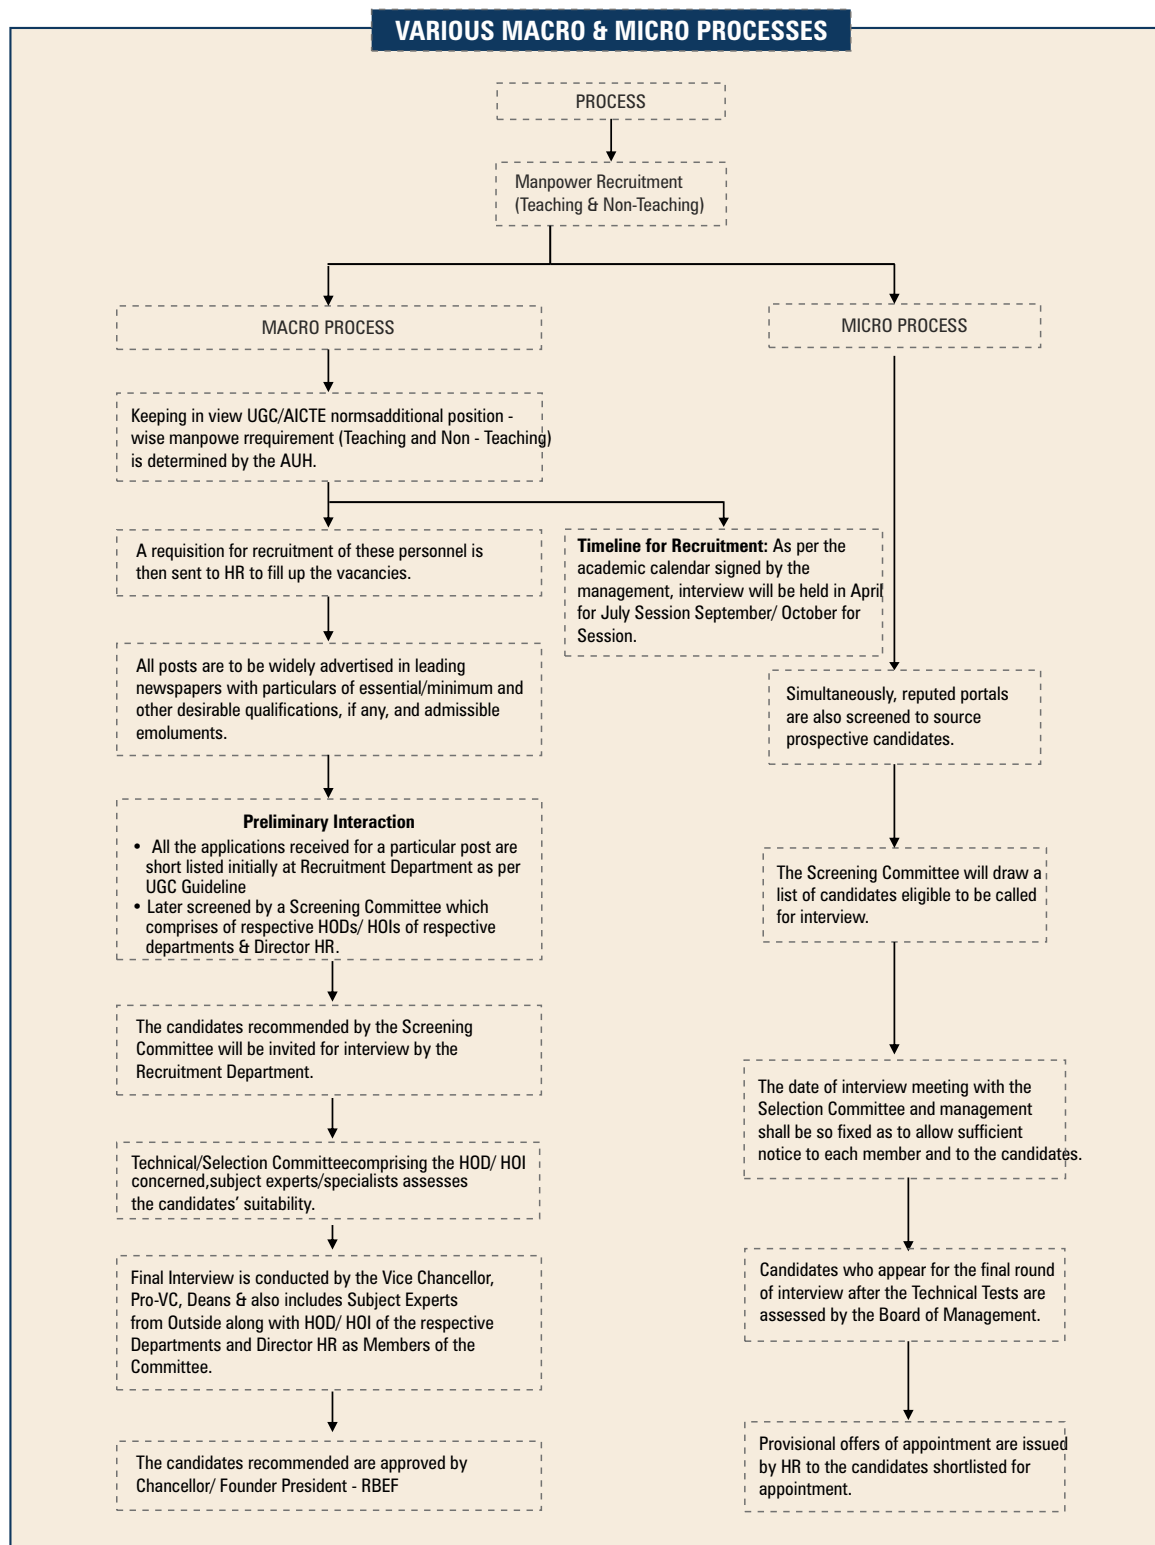 VARIOUS MACRO & MICRO PROCESSES
PROCESS
Manpower Recruitment
(Teaching & Non-Teaching)
MACRO PROCESS
Keeping in view UGC/AICTE normsadditional position -
wise manpowe rrequirement (Teaching and Non - Teaching)
is determined by the AUH.
A requisition for recruitment of these personnel is
then sent to HR to fill up the vacancies.
Timeline for Recruitment: As per the
academic calendar signed by the
management, interview will be held in April
for July Session September/ October for
Session.
All posts are to be widely advertised in leading
newspapers with particulars of essential/minimum and
other desirable qualifications, if any, and admissible
emoluments.
Preliminary Interaction
• All the applications received for a particular post are
short listed initially at Recruitment Department as per
UGC Guideline
• Later screened by a Screening Committee which
comprises of respective HODs/ HOIs of respective
departments & Director HR.
The candidates recommended by the Screening
Committee will be invited for interview by the
Recruitment Department.
Technical/Selection Committeecomprising the HOD/ HOI
concerned,subject experts/specialists assesses
the candidates’ suitability.
Final Interview is conducted by the Vice Chancellor,
Pro-VC, Deans & also includes Subject Experts
from Outside along with HOD/ HOI of the respective
Departments and Director HR as Members of the
Committee.
The candidates recommended are approved by
Chancellor/ Founder President - RBEF
MICRO PROCESS
Simultaneously, reputed portals
are also screened to source
prospective candidates.
The Screening Committee will draw a
list of candidates eligible to be called
for interview.
The date of interview meeting with the
Selection Committee and management
shall be so fixed as to allow sufficient
notice to each member and to the candidates.
Candidates who appear for the final round
of interview after the Technical Tests are
assessed by the Board of Management.
Provisional offers of appointment are issued
by HR to the candidates shortlisted for
appointment.